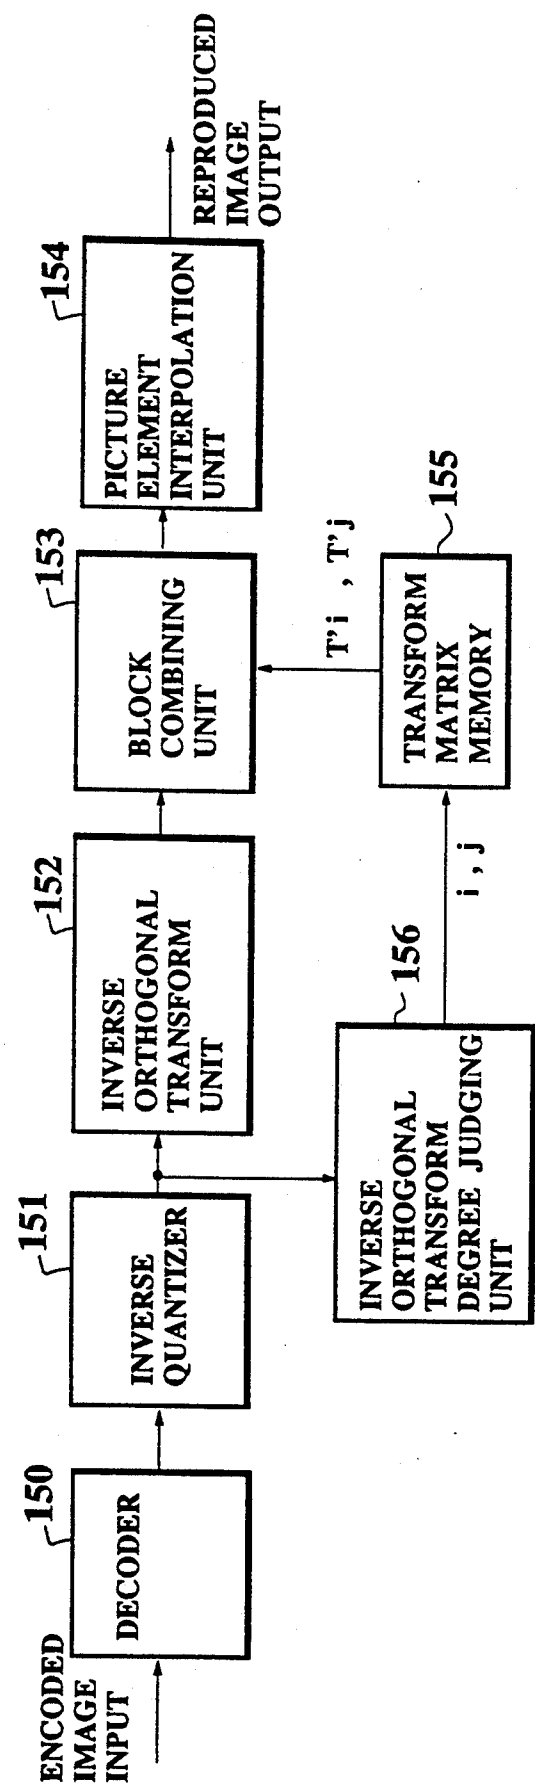 ENCODED
IMAGE
INPUT
150
DECODER
151
INVERSE
QUANTIZER
152
INVERSE
ORTHOGONAL
TRANSFORM
UNIT
153
BLOCK
COMBINING
UNIT
154
PICTURE
ELEMENT
INTERPOLATION
UNIT
REPRODUCED
IMAGE
OUTPUT
156
INVERSE
ORTHOGONAL
TRANSFORM
DEGREE JUDGING
UNIT
i , j
155
TRANSFORM
MATRIX
MEMORY
T'i , T'j